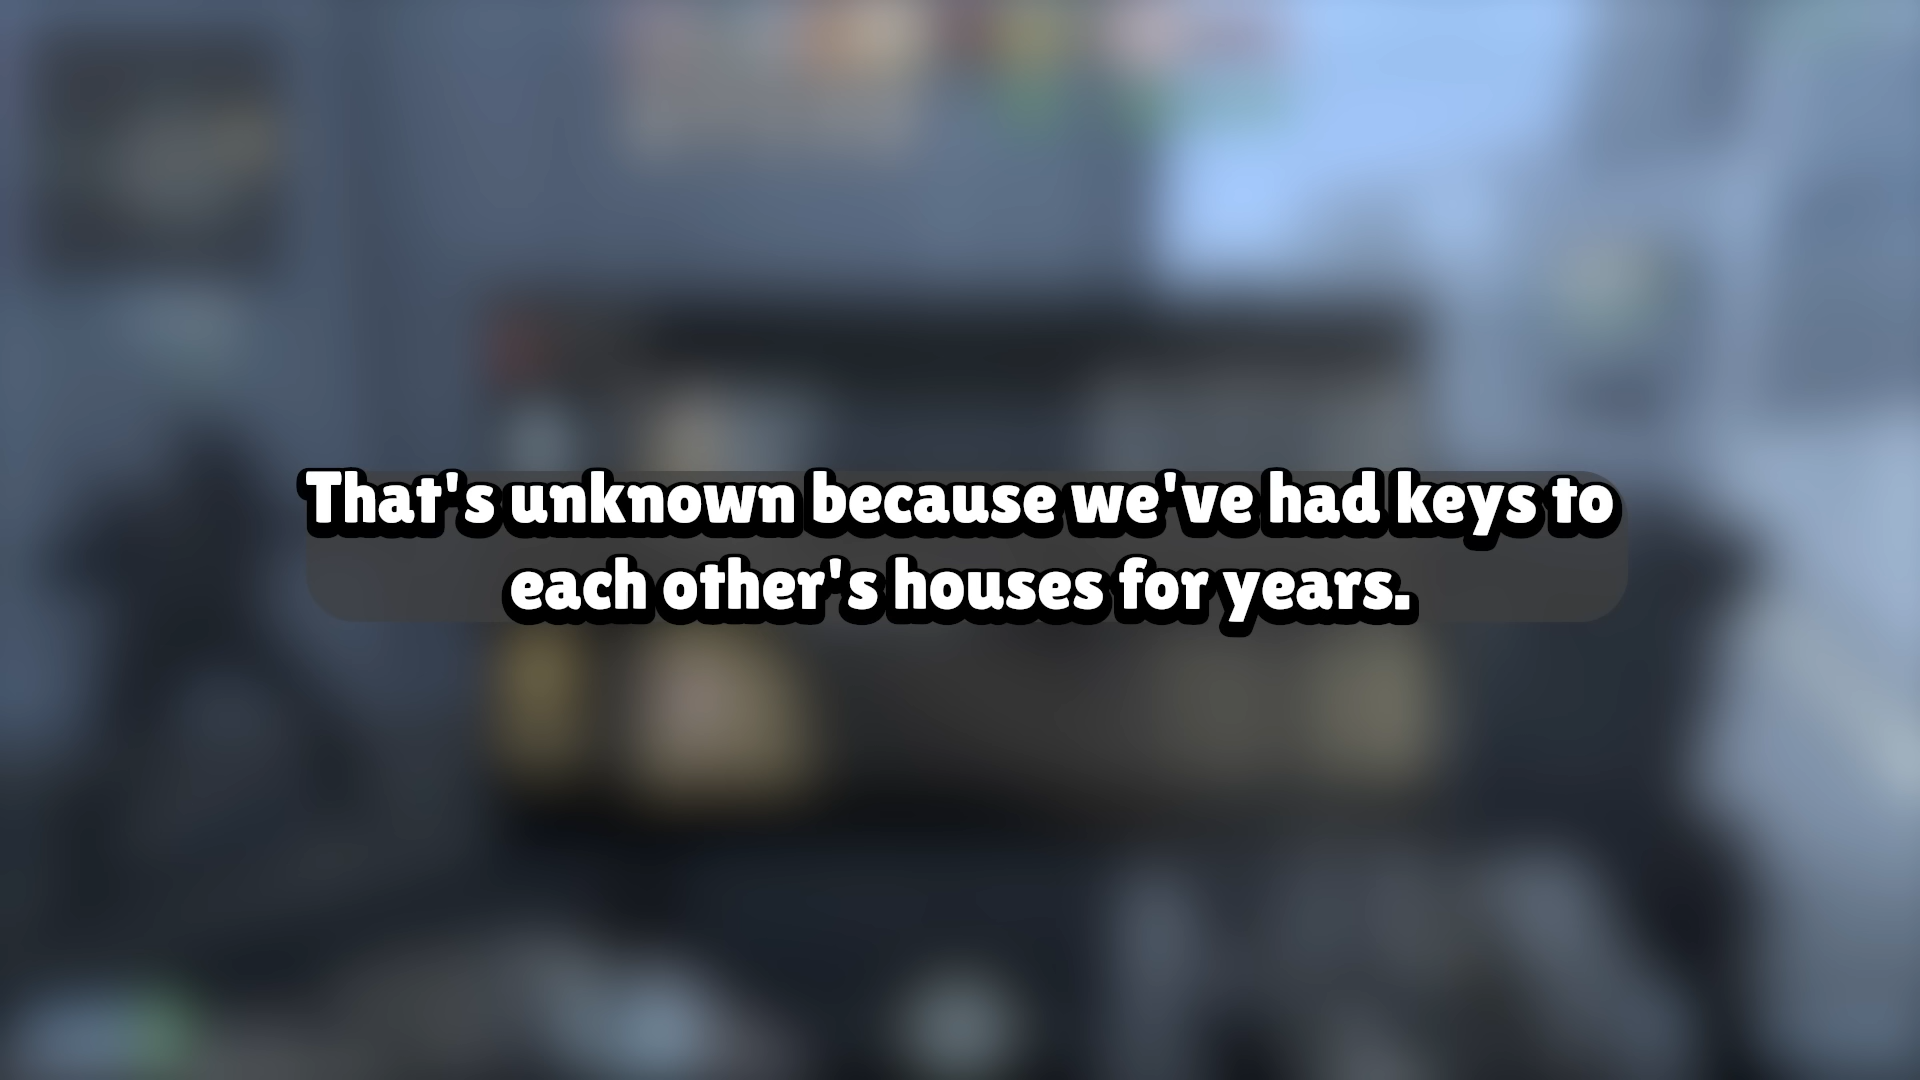 That's unknown because we've had keys to
each other's houses for years.